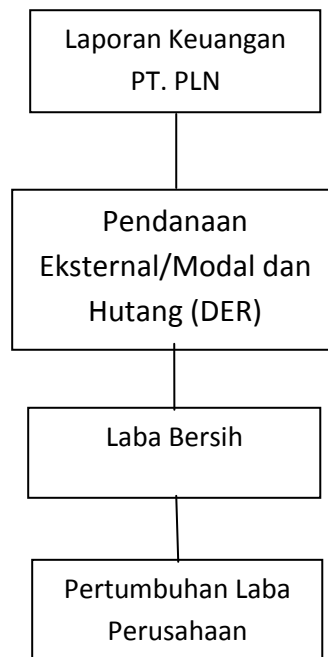 Laporan Keuangan
PT. PLN
Pendanaan
Eksternal/Modal dan
Hutang (DER)
Laba Bersih
Pertumbuhan Laba
Perusahaan